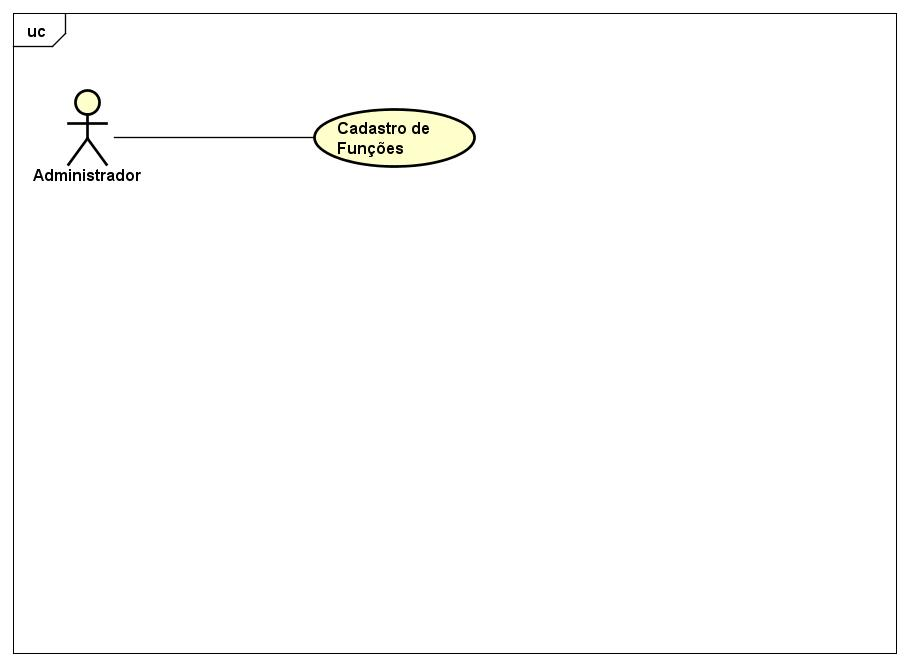 uc
Cadastro de
Funções
Administrador